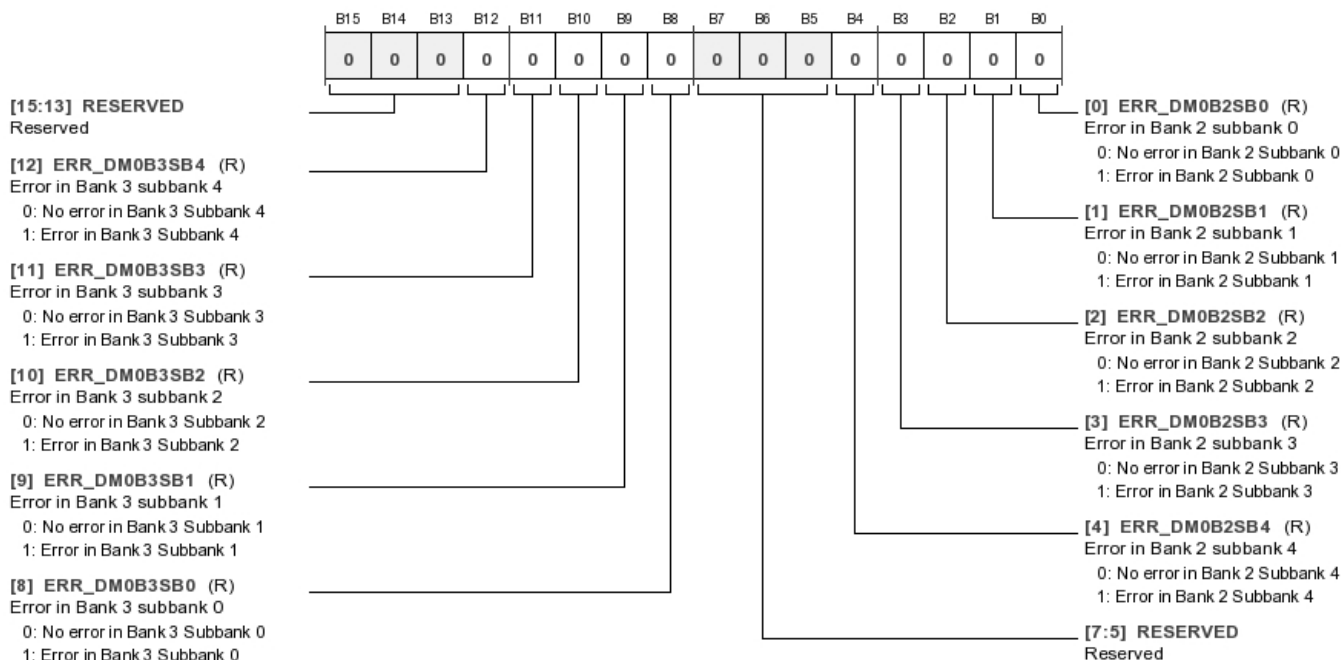 B15 B14 B13 B12 B11 B10 B9 B8 B7 B6 B5 B4 B3 B2 B1 B0
0 0 0 0 0 0 0 0 0 0 0 0 0 0 0 0
[15:13] RESERVED
Reserved
[12] ERR_DM0B3SB4 (R)
Error in Bank 3 subbank 4
0: No error in Bank 3 Subbank 4
1: Error in Bank 3 Subbank 4
[11] ERR_DM0B3SB3 (R)
Error in Bank 3 subbank 3
0: No error in Bank 3 Subbank 3
1: Error in Bank 3 Subbank 3
[10] ERR_DM0B3SB2 (R)
Error in Bank 3 subbank 2
0: No error in Bank 3 Subbank 2
1: Error in Bank 3 Subbank 2
[9] ERR_DM0B3SB1 (R)
Error in Bank 3 subbank 1
0: No error in Bank 3 Subbank 1
1: Error in Bank 3 Subbank 1
[8] ERR_DM0B3SB0 (R)
Error in Bank 3 subbank 0
0: No error in Bank 3 Subbank 0
1: Error in Bank 3 Subbank 0
[0] ERR_DM0B2SB0 (R)
Error in Bank 2 subbank 0
0: No error in Bank 2 Subbank 0
1: Error in Bank 2 Subbank 0
[1] ERR_DM0B2SB1 (R)
Error in Bank 2 subbank 1
0: No error in Bank 2 Subbank 1
1: Error in Bank 2 Subbank 1
[2] ERR_DM0B2SB2 (R)
Error in Bank 2 subbank 2
0: No error in Bank 2 Subbank 2
1: Error in Bank 2 Subbank 2
[3] ERR_DM0B2SB3 (R)
Error in Bank 2 subbank 3
0: No error in Bank 2 Subbank 3
1: Error in Bank 2 Subbank 3
[4] ERR_DM0B2SB4 (R)
Error in Bank 2 subbank 4
0: No error in Bank 2 Subbank 4
1: Error in Bank 2 Subbank 4
[7:5] RESERVED
Reserved